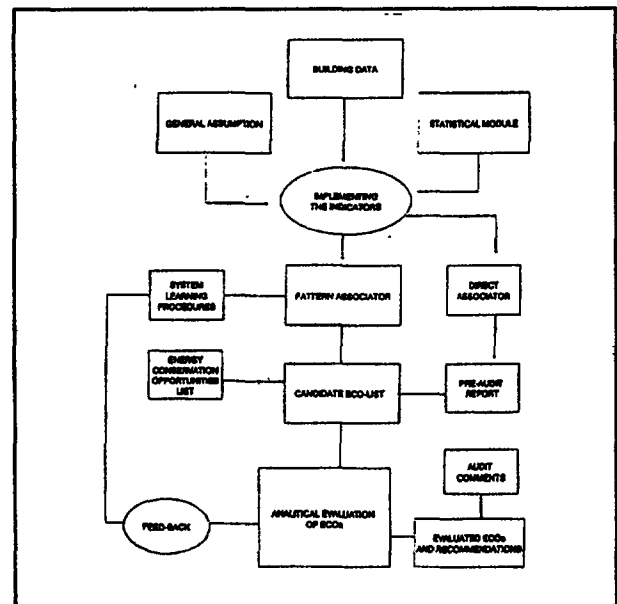 BUILDING DATA
GENERAL ASSUMPTION
STATISTICAL MODULE
IMPLEMENTING
THE INDICATORS
SYSTEM
LEARNING
PROCEDURES
PATTERN ASSOCIATOR
DIRECT
ASSOCIATOR
ENERGY
CONSERVATION
OPPORTUNITIES
LIST
CANDIDATE ECO-LIST
PRE-AUDIT
REPORT
AUDIT
COMMENTS
FEED-BACK
ANALITICAL EVALUATION
OF ECOs
EVALUATED ECOs
AND RECOMMENDATIONS